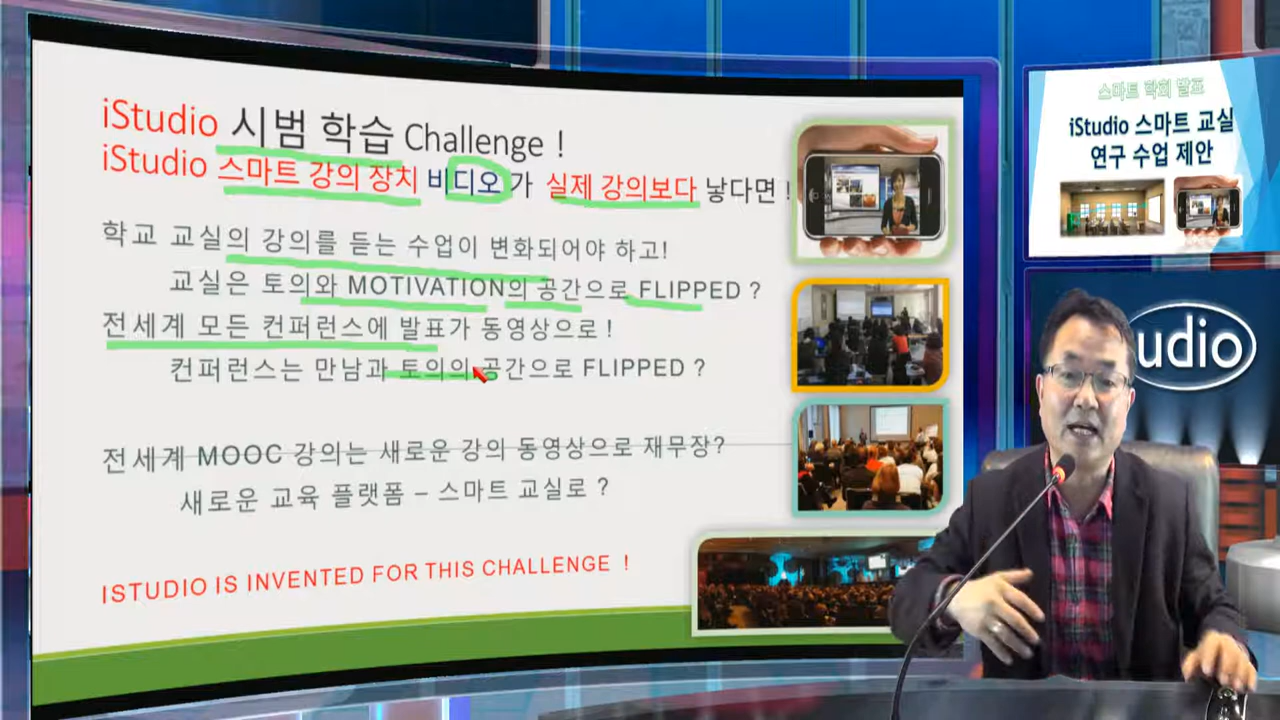 iStudio 시범 학습 Challenge !
iStudio 스마트 강의 장치 비디오가 실제 강의보다 낳다면 !
학교 교실의 강의를 듣는 수업이 변화되어야 하고!
교실은 토의와 MOTIVATION의 공간으로 FLIPPED ?
전세계 모든 컨퍼런스에 발표가 동영상으로 !
컨퍼런스는 만남과 토의의 공간으로 FLIPPED ?
전세계 MOOC 강의는 새로운 강의 동영상으로 재무장?
새로운 교육 플랫폼 – 스마트 교실로 ?
ISTUDIO IS INVENTED FOR THIS CHALLENGE !
스마트 학회 발표
iStudio 스마트 교실
연구 수업 제안
udio